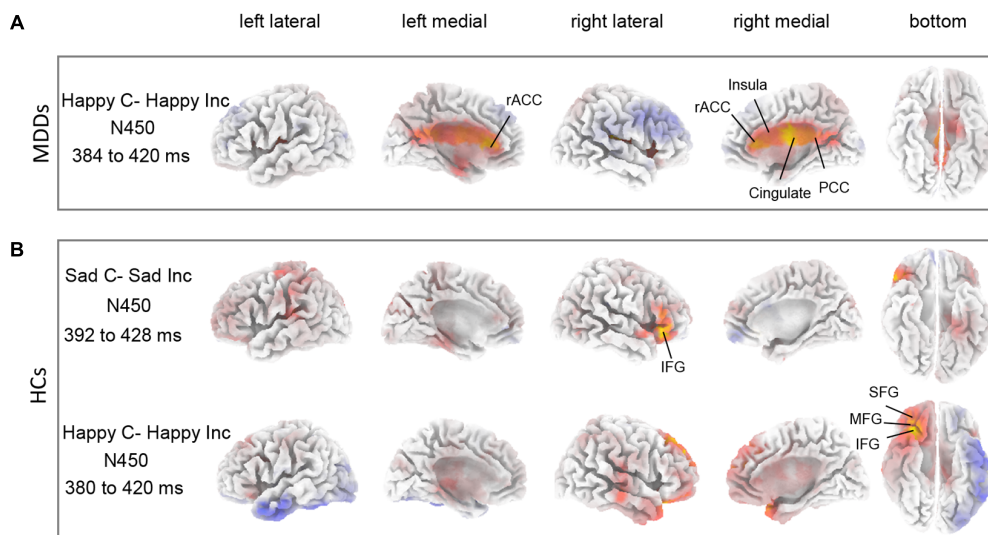 left lateral left medial right lateral right medial bottom
A
MDDs
Happy C- Happy Inc
N450
384 to 420 ms
rACC
Insula
rACC
Cingulate
PCC
B
HCs
Sad C- Sad Inc
N450
392 to 428 ms
IFG
Happy C- Happy Inc
N450
380 to 420 ms
SFG
MFG
IFG